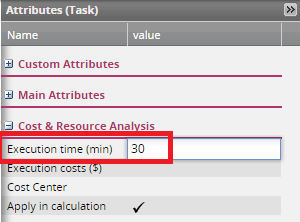 Attributes (Task)
Name value
Custom Attributes
Main Attributes
Cost & Resource Analysis
Execution time (min) 30
Execution costs ($)
Cost Center
Apply in calculation ✓